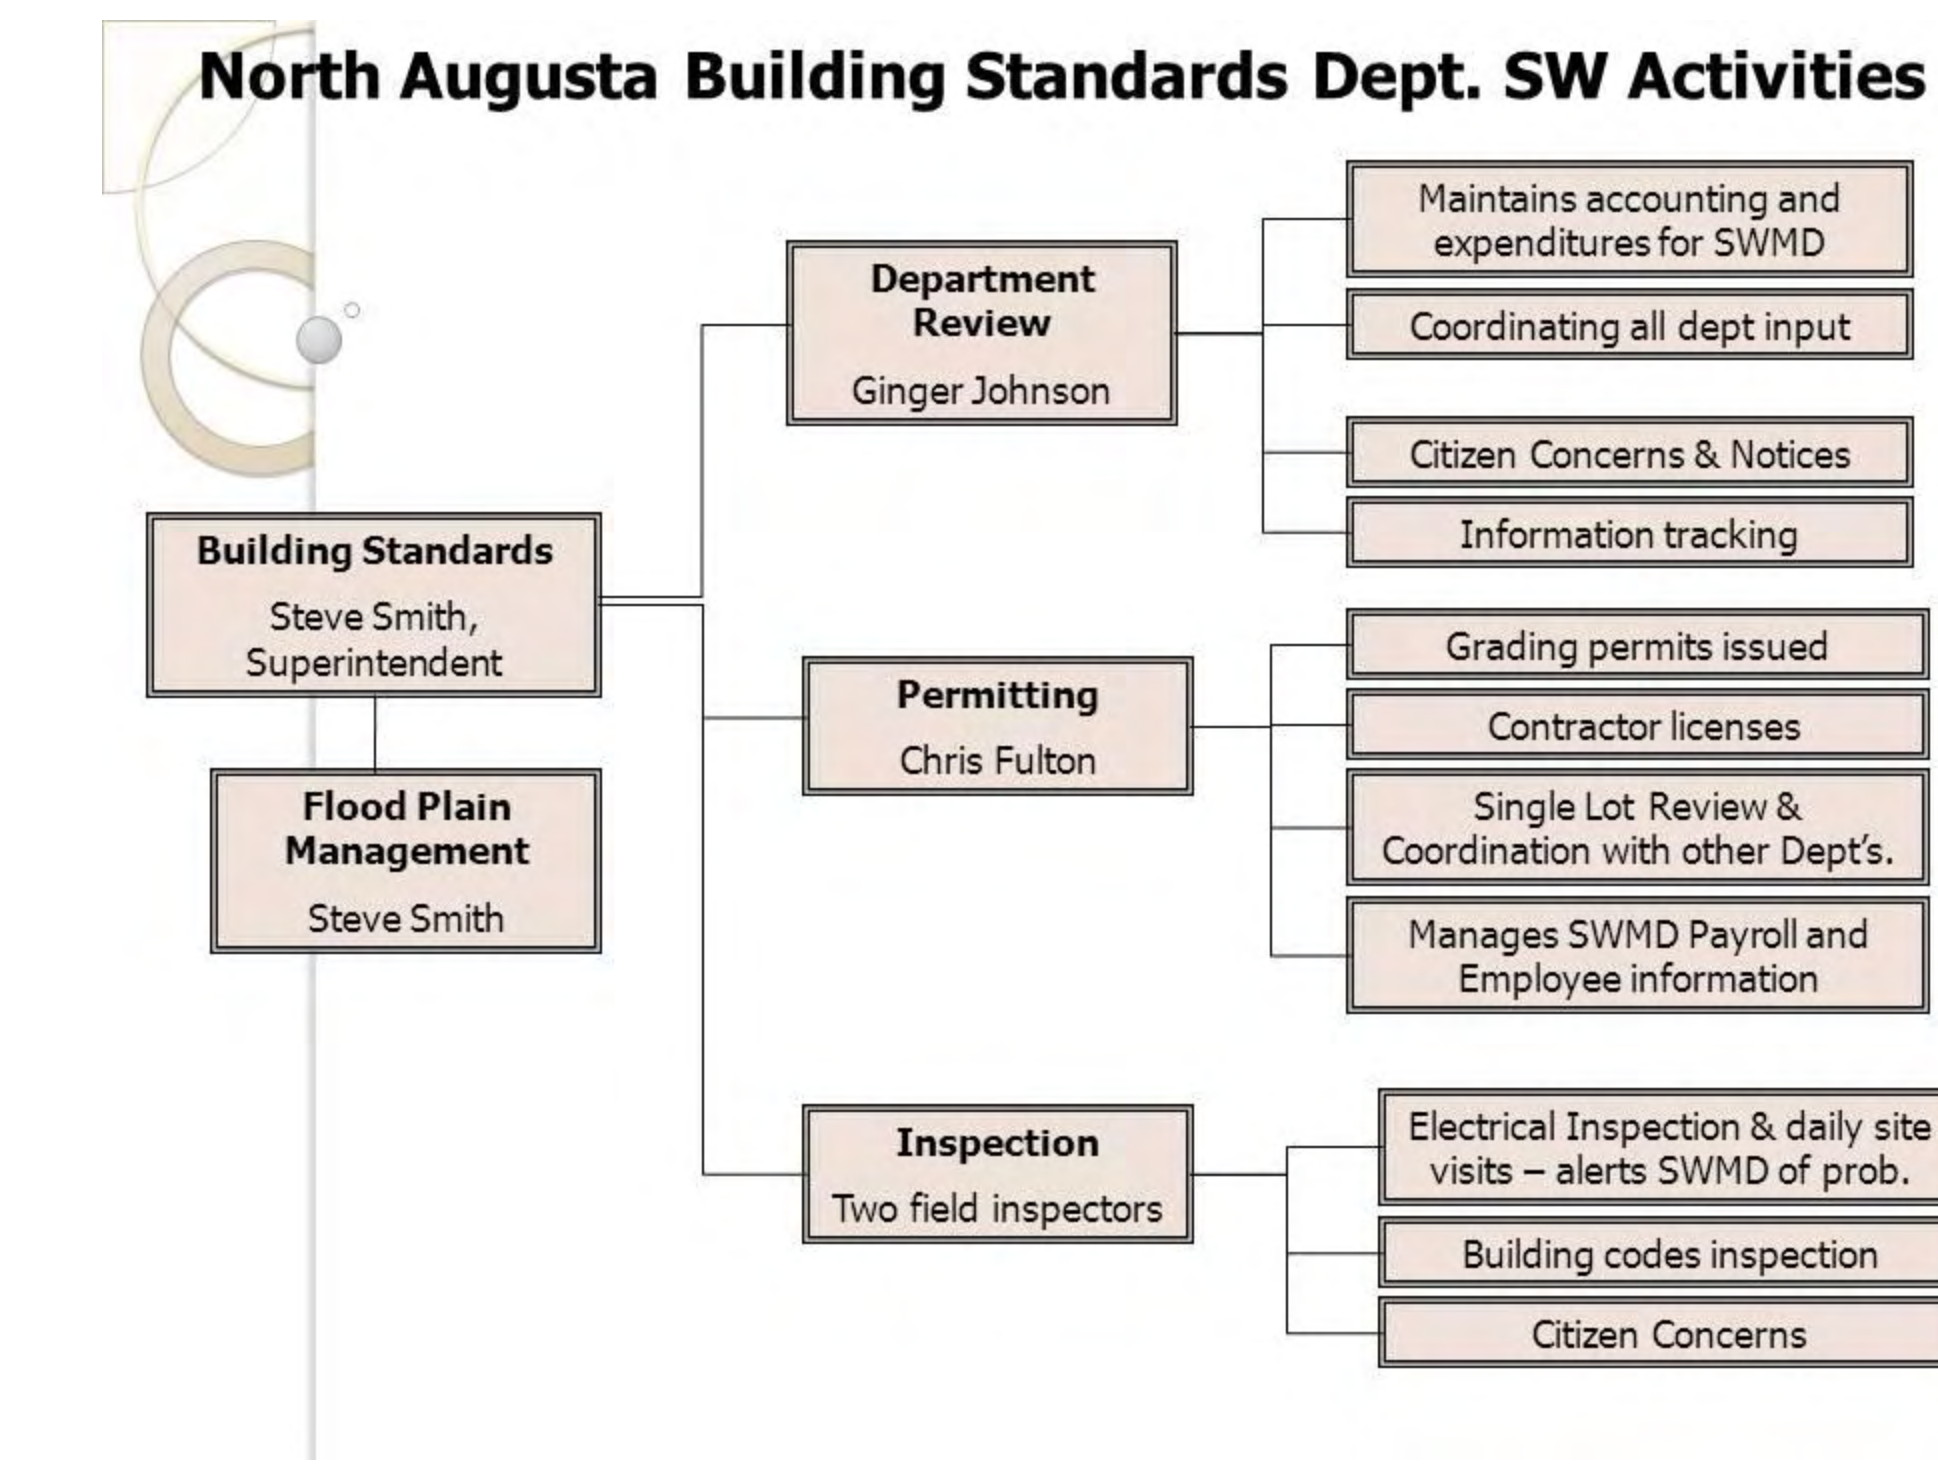 North Augusta Building Standards Dept. SW Activities
Building Standards
Steve Smith,
Superintendent
Flood Plain
Management
Steve Smith
Department
Review
Ginger Johnson
Maintains accounting and
expenditures for SWMD
Coordinating all dept input
Citizen Concerns & Notices
Information tracking
Permitting
Chris Fulton
Grading permits issued
Contractor licenses
Single Lot Review &
Coordination with other Dept’s.
Manages SWMD Payroll and
Employee information
Inspection
Two field inspectors
Electrical Inspection & daily site
visits – alerts SWMD of prob.
Building codes inspection
Citizen Concerns